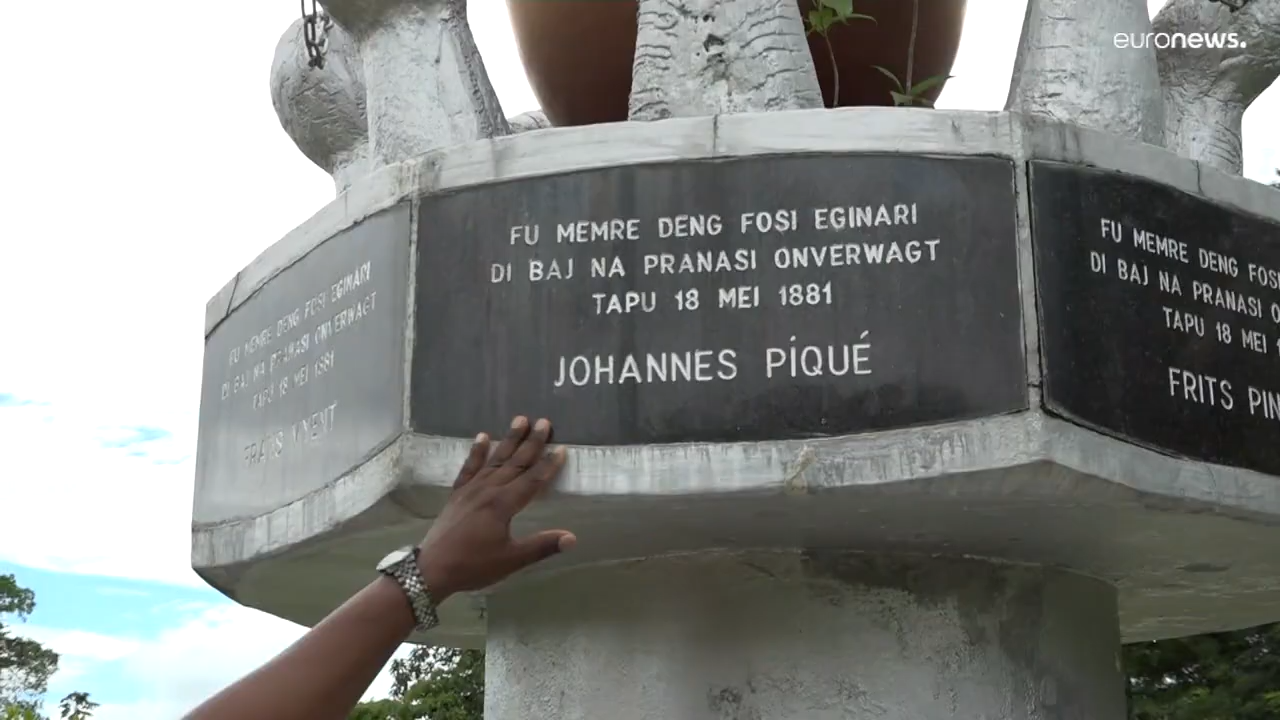 euronews.
FU MEMRE DENG FOSI EGINARI
DI BAJ NA PRANASI ONVERWAGT
TAPU 18 MEI 1881
FU MEMRE DENG FOSI EGINARI
DI BAJ NA PRANASI ONVERWAGT
TAPU 18 MEI 1881
JOHANNES PÍQUÉ
FU MEMRE DENG FOSI
DI BAJ NA PRANASI
TAPU 18 MEI
FRITS